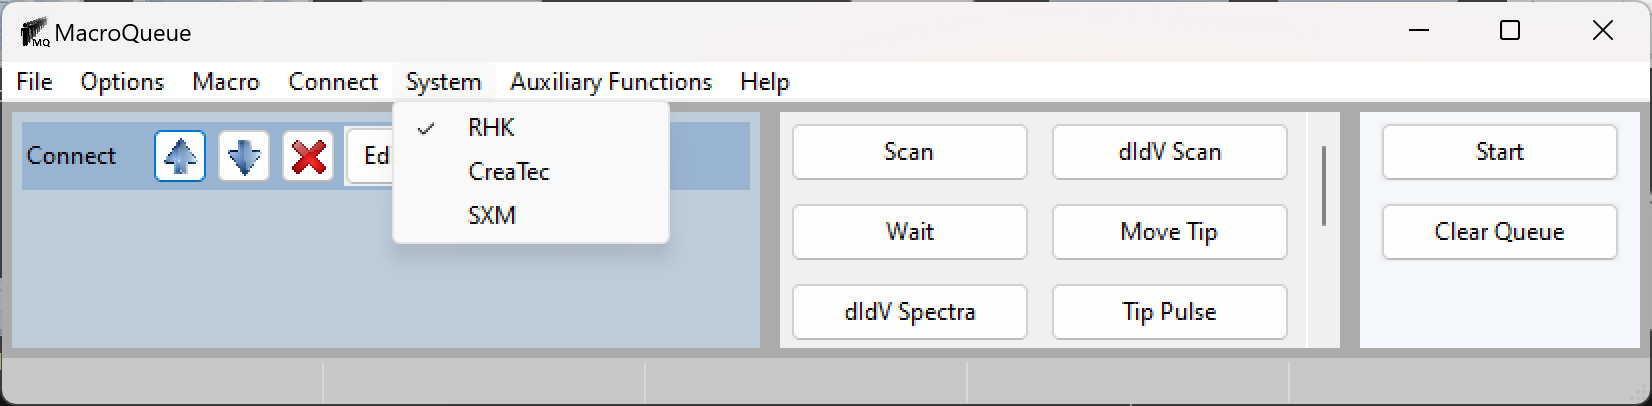 MQ MacroQueue
File Options Macro Connect System Auxiliary Functions Help
RHK
CreaTec
SXM
Connect
Scan dIdV Scan
Wait Move Tip
dIdV Spectra Tip Pulse
Start
Clear Queue